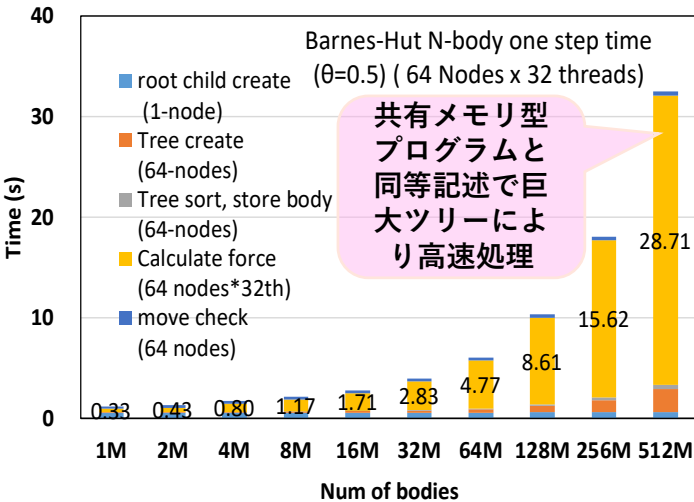 40
30
20
10
0
Time (s)
Barnes-Hut N-body one step time
(θ=0.5) ( 64 Nodes x 32 threads)
root child create
(1-node)
Tree create
(64-nodes)
Tree sort, store body
(64-nodes)
Calculate force
(64 nodes*32th)
move check
(64 nodes)
共有メモリ型
プログラムと
同等記述で巨
大ツリーによ
り高速処理
0.33
0.43
0.80
1.17
1.71
2.83
4.77
8.61
15.62
28.71
1M 2M 4M 8M 16M 32M 64M 128M 256M 512M
Num of bodies